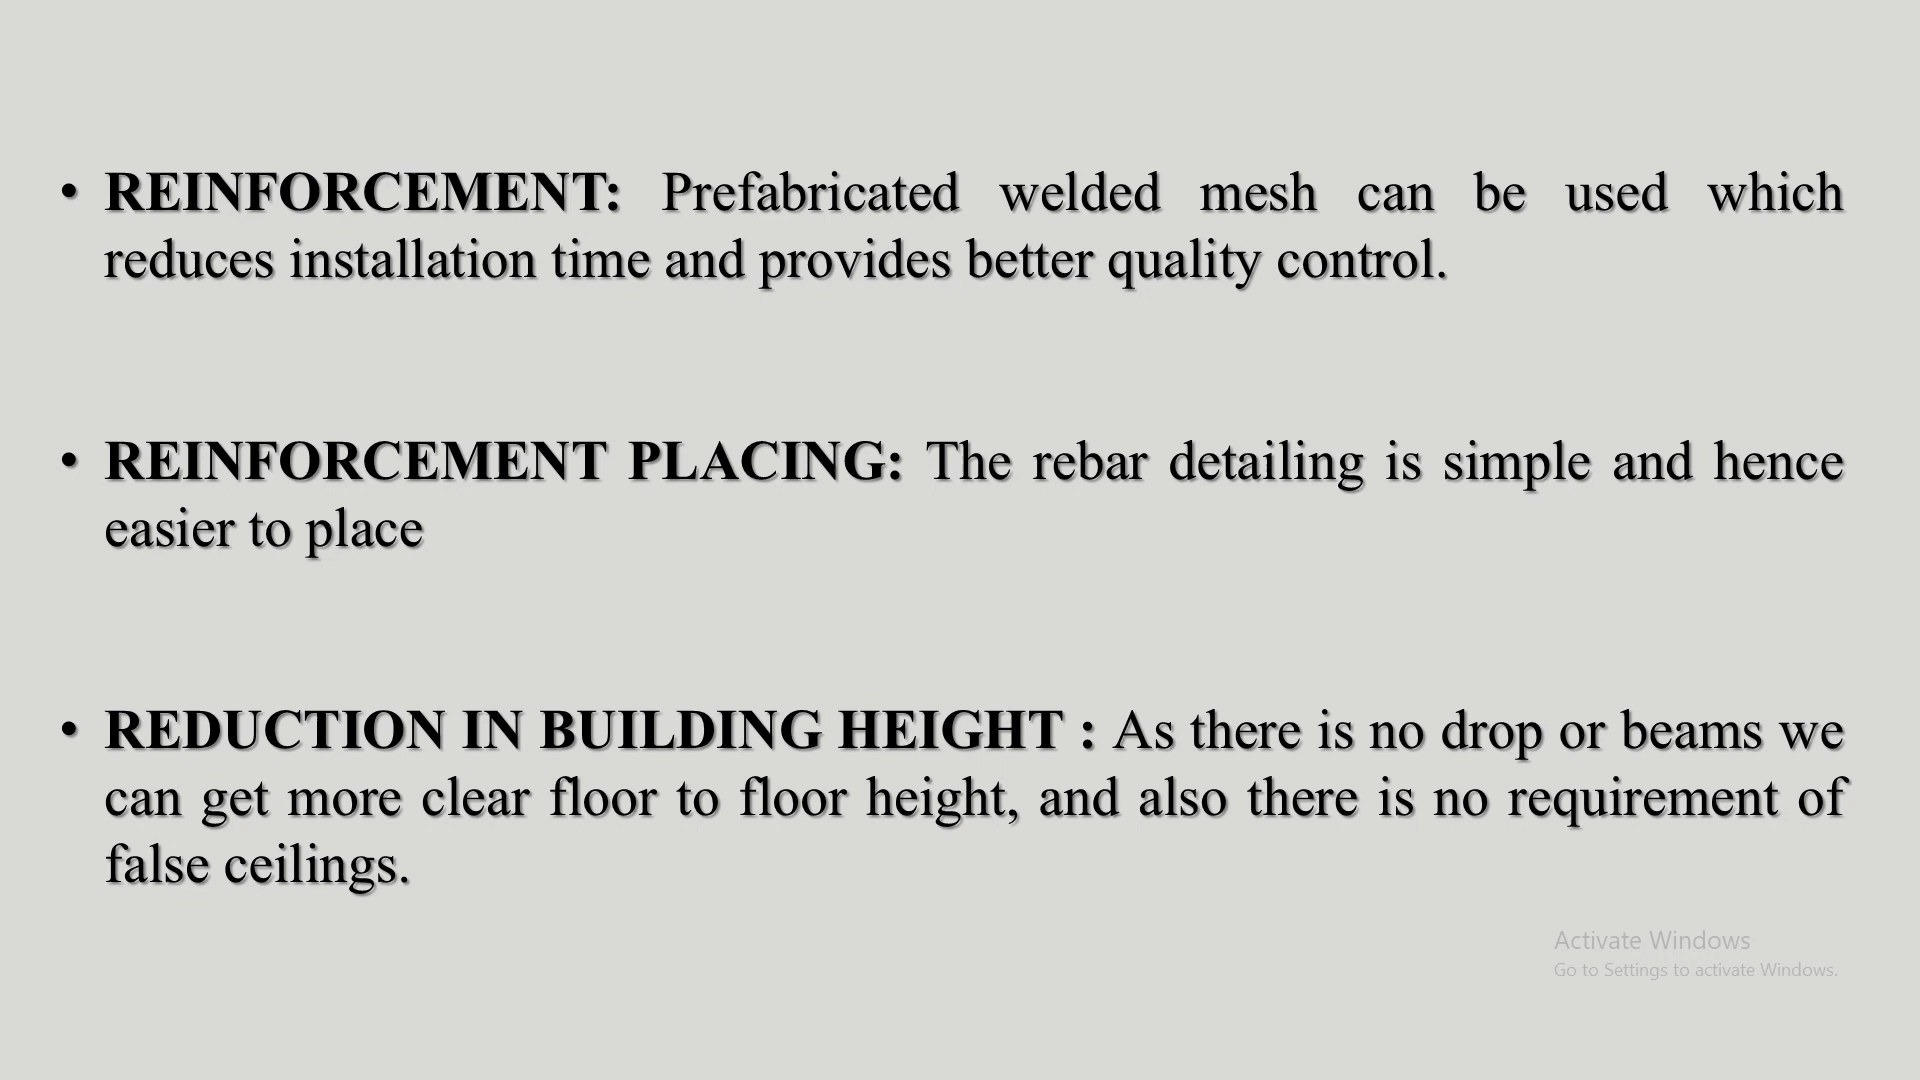 • REINFORCEMENT: Prefabricated welded mesh can be used which
reduces installation time and provides better quality control.
• REINFORCEMENT PLACING: The rebar detailing is simple and hence
easier to place
• REDUCTION IN BUILDING HEIGHT : As there is no drop or beams we
can get more clear floor to floor height, and also there is no requirement of
false ceilings.
Activate Windows
Go to Settings to activate Windows.